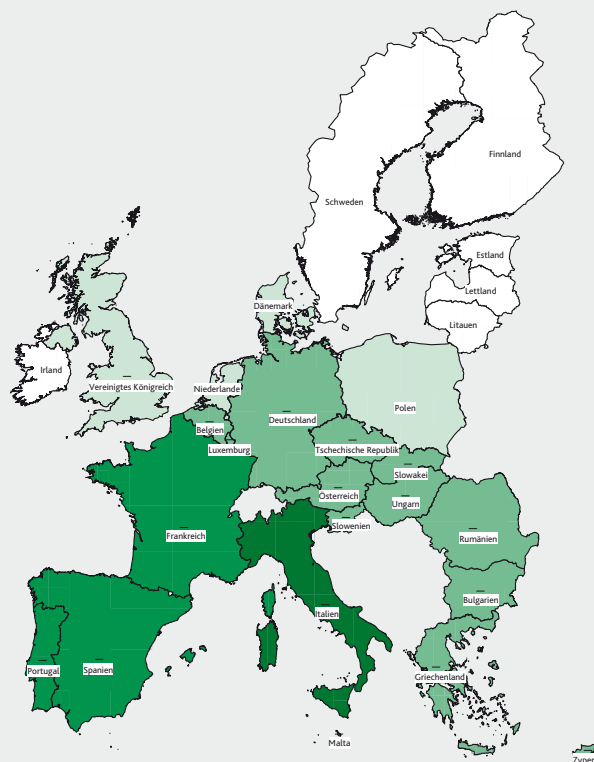 Finnland
Schweden
Estland
Lettland
Dänemark
Litauen
Irland
Vereinigtes Königreich
Niederlande
Polen
Deutschland
Belgien
Luxemburg
Tschechische Republik
Slowakei
Österreich
Ungarn
Slowenien
Frankreich
Rumänien
Bulgarien
Italien
Portugal
Spanien
Griechenland
Malta